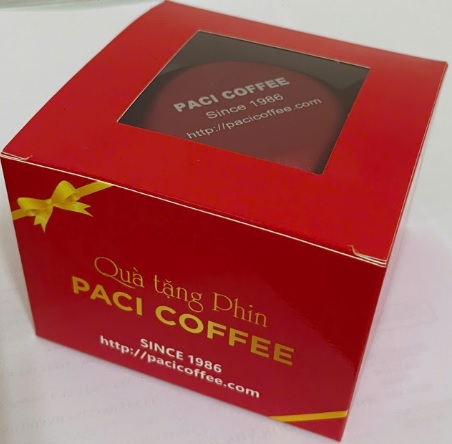 PACI COFFEE
Since 1986
http://pacicoffee.com
Quà tặng Phin
PACI COFFEE
SINCE 1986
http://pacicoffee.com